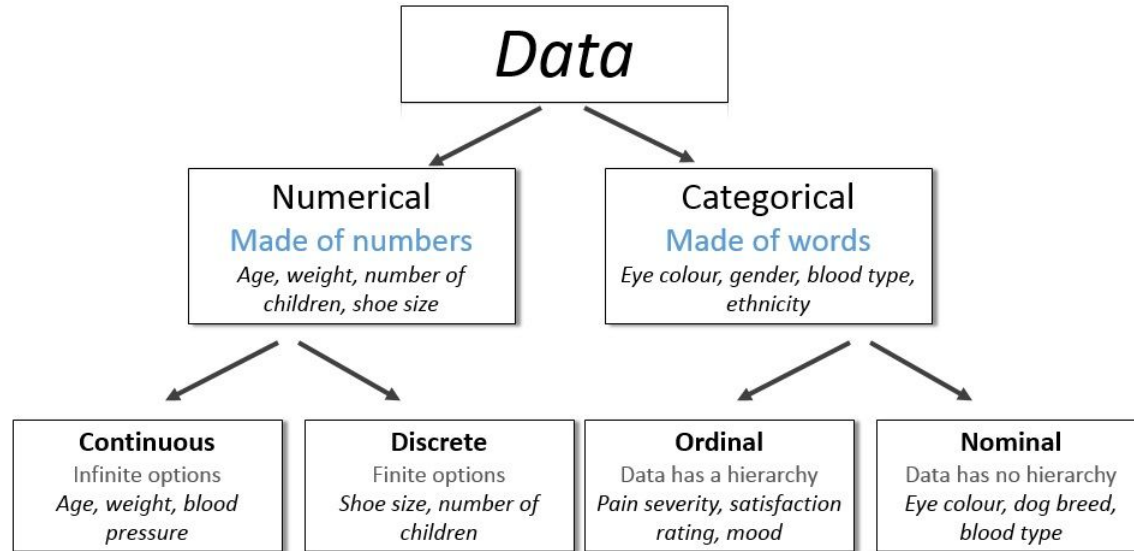 Data
Numerical
Made of numbers
Age, weight, number of
children, shoe size
Categorical
Made of words
Eye colour, gender, blood type,
ethnicity
Continuous
Infinite options
Age, weight, blood
pressure
Discrete
Finite options
Shoe size, number of
children
Ordinal
Data has a hierarchy
Pain severity, satisfaction
rating, mood
Nominal
Data has no hierarchy
Eye colour, dog breed,
blood type